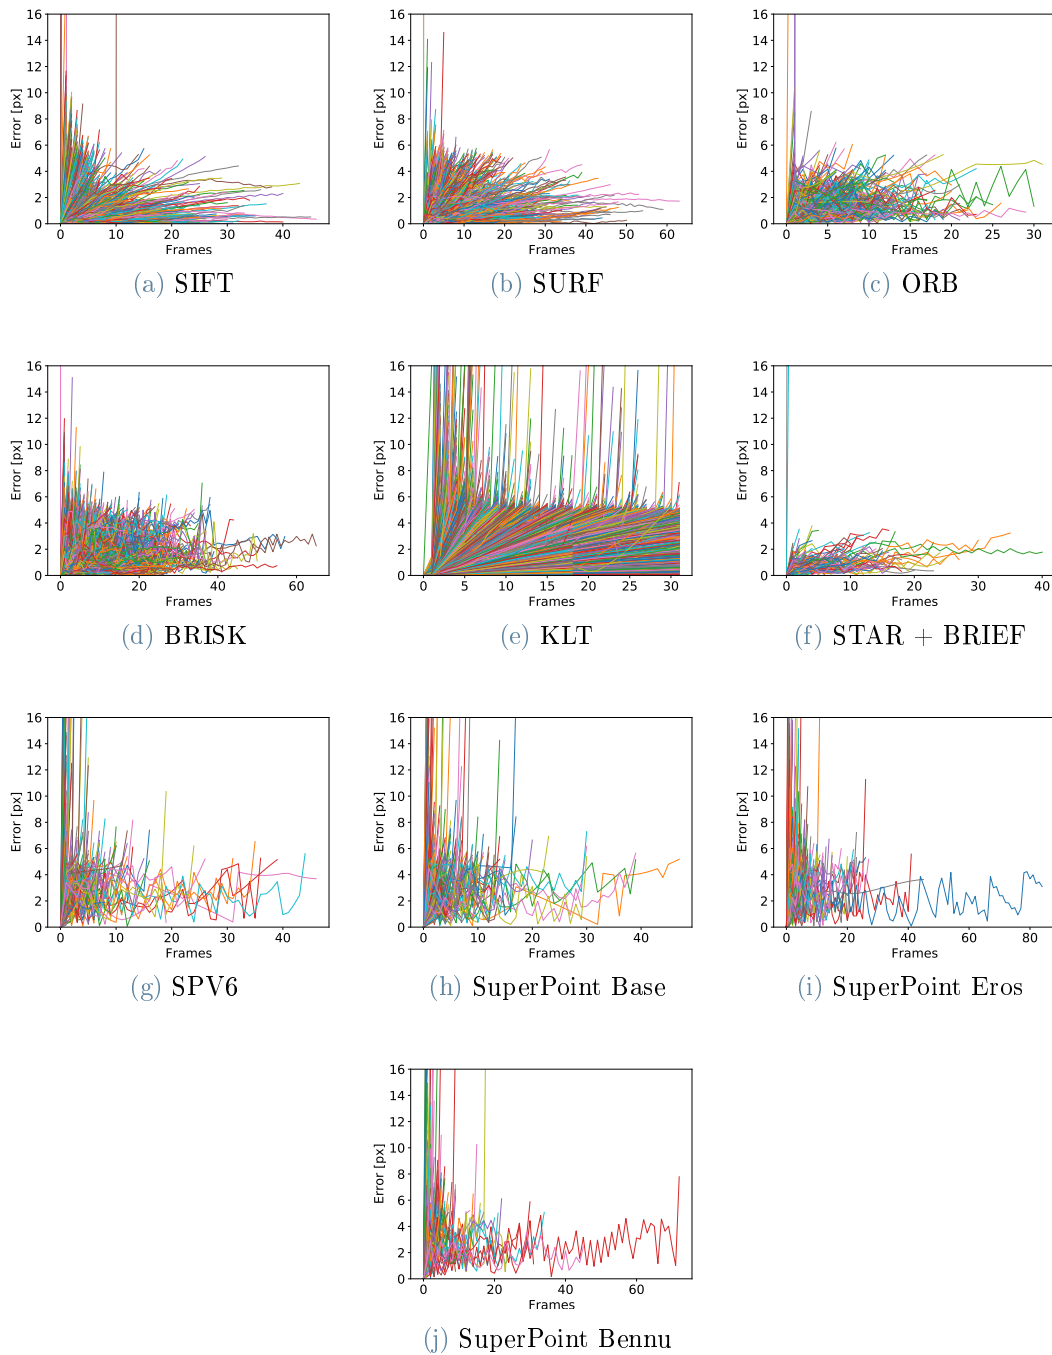 16 16 16
14 14 14
12 12 12
10 10 10
8 8 8
6 6 6
4 4 4
2 2 2
0 0 0
Error [px] Error [px] Error [px]
0 10 20 30 40 0 10 20 30 40 50 60 0 5 10 15 20 25 30
Frames Frames Frames
(a) SIFT (b) SURF (c) ORB
16 16 16
14 14 14
12 12 12
10 10 10
8 8 8
6 6 6
4 4 4
2 2 2
0 0 0
Error [px] Error [px] Error [px]
0 20 40 60 0 5 10 15 20 25 30 0 10 20 30 40
Frames Frames Frames
(d) BRISK (e) KLT (f) STAR + BRIEF
16 16 16
14 14 14
12 12 12
10 10 10
8 8 8
6 6 6
4 4 4
2 2 2
0 0 0
Error [px] Error [px] Error [px]
0 10 20 30 40 0 10 20 30 40 0 20 40 60 80
Frames Frames Frames
(g) SPV6 (h) SuperPoint Base (i) SuperPoint Eros
16
14
12
10
8
6
4
2
0
Error [px]
0 20 40 60
Frames
(j) SuperPoint Bennu